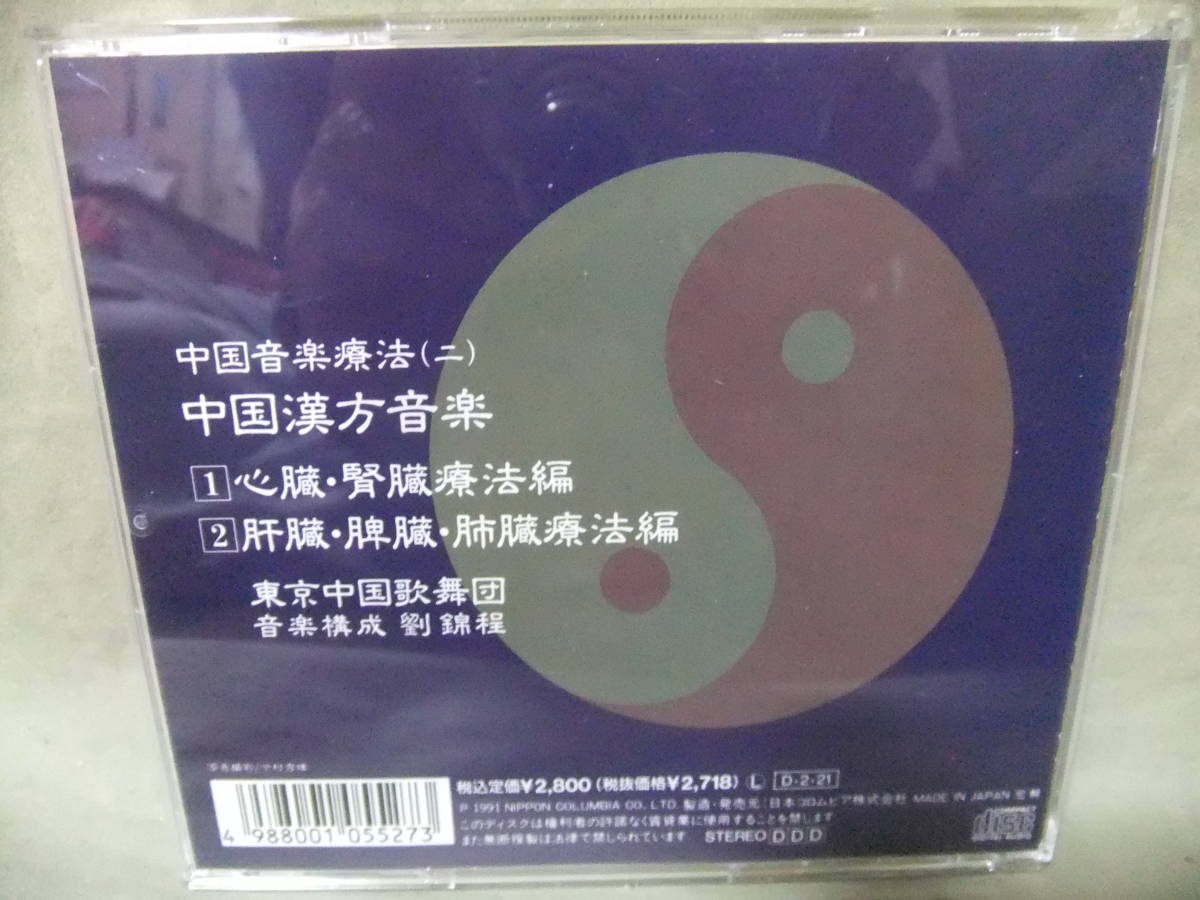 中国音楽療法(二)
中国漢方音楽
1 心臓・腎臓療法編
2 肝臓・脾臓・肺臓療法編
東京中国歌舞団
音楽構成 劉錦程
税込定価¥2,800(税抜価格¥2,718) Ⓛ D・2・21
P 1991 NIPPON COLUMBIA CO., LTD. 製造・発売元:日本コロムビア株式会社 MADE IN JAPAN
このディスクは権利者の許諾なく賃貸業に使用することを禁じます
また無断複製は法律で禁じられています STEREO D D D
4 988001 055273
disc